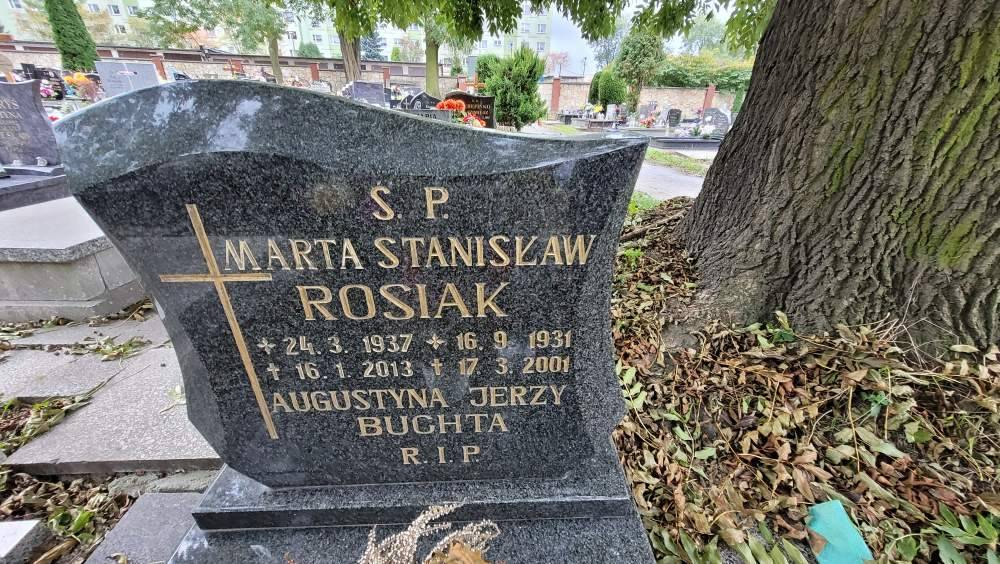 S. P.
MARTA STANISŁAW
ROSIAK
* 24. 3. 1937 * 16. 9. 1931
† 16. 1. 2013 † 17. 3. 2001
AUGUSTYNA JERZY
BUCHTA
R. I. P.